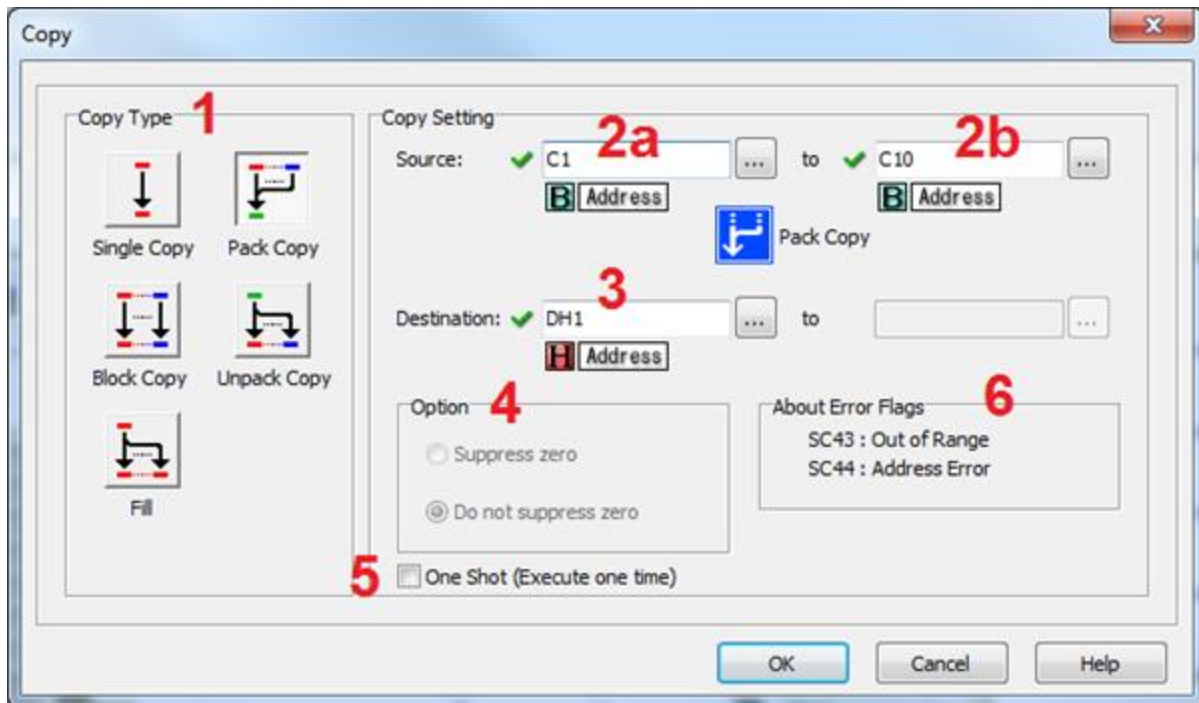 Copy
Copy Type 1
Single Copy
Pack Copy
Block Copy
Unpack Copy
Fill
Copy Setting
2a
2b
Source: C1 ... to C10 ...
B Address
B Address
Pack Copy
3
Destination: DH1 ... to ...
H Address
Option 4
Suppress zero
Do not suppress zero
About Error Flags 6
SC43 : Out of Range
SC44 : Address Error
5 One Shot (Execute one time)
OK
Cancel
Help